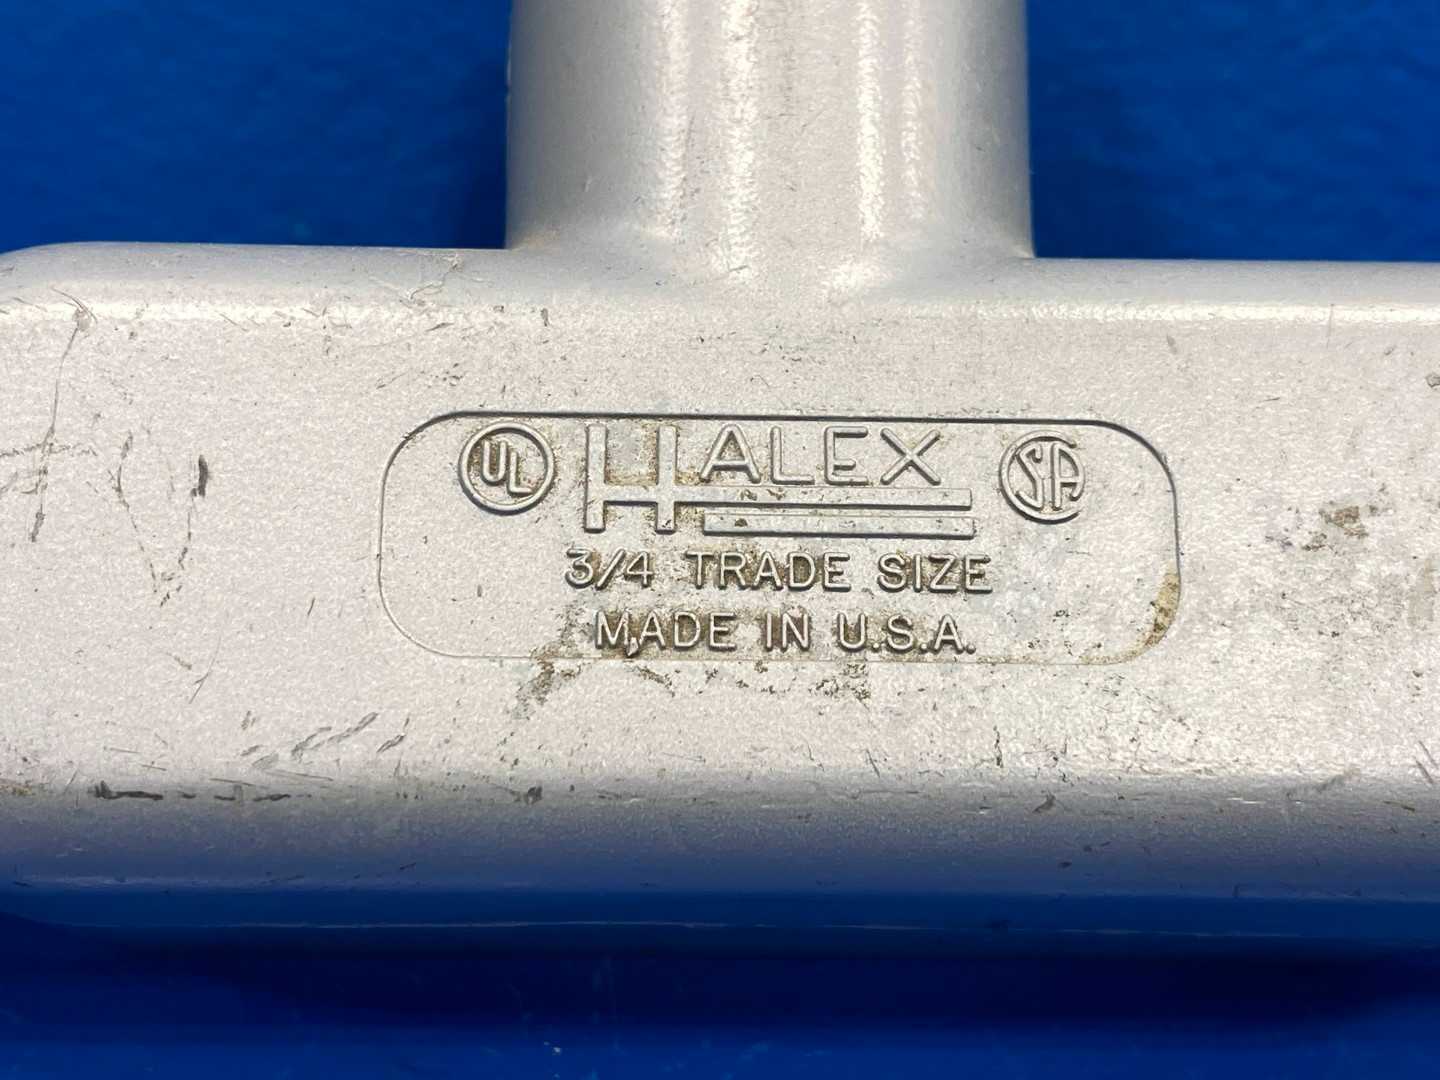 UL HALEX SA
3/4 TRADE SIZE
MADE IN U.S.A.